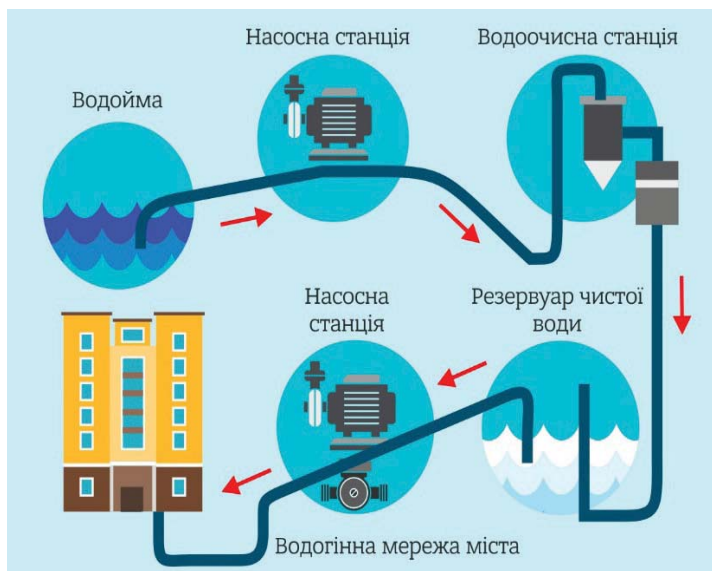 Водойма
Насосна станція
Водоочисна станція
Насосна
станція
Резервуар чистої
води
Водогінна мережа міста